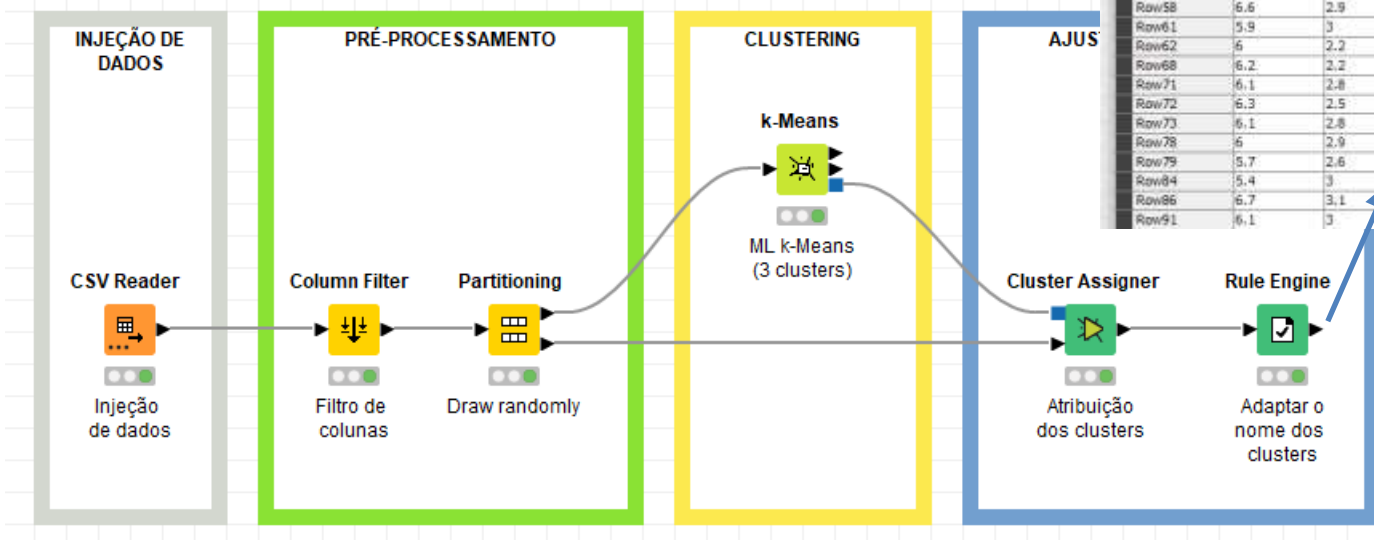 INJEÇÃO DE
DADOS
PRÉ-PROCESSAMENTO
CLUSTERING
AJUS
Row58 6.6 2.9
Row61 5.9 3
Row62 6 2.2
Row68 6.2 2.2
Row71 6.1 2.8
Row72 6.3 2.5
Row73 6.1 2.8
Row78 6 2.9
Row79 5.7 2.6
Row84 5.4 3
Row86 6.7 3.1
Row91 6.1 3
k-Means
ML k-Means
(3 clusters)
CSV Reader
Injeção
de dados
Column Filter
Filtro de
colunas
Partitioning
Draw randomly
Cluster Assigner
Atribuição
dos clusters
Rule Engine
Adaptar o
nome dos
clusters